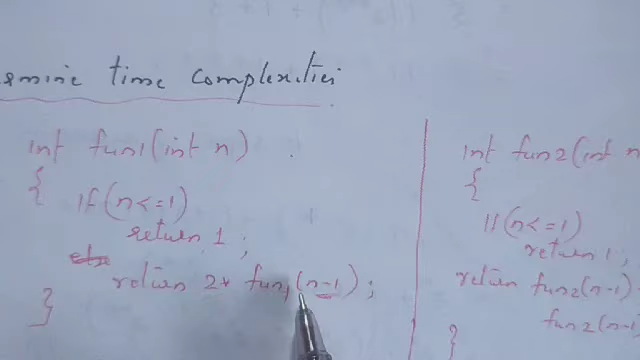 emine time complexities
int fun1(int n)
{
if(n<=1)
return 1;
return 2* fun1(n-1);
}
int fun2(int n
{
if(n<=1)
return 1;
return fun2(n-1)
fun2(n-1)
}